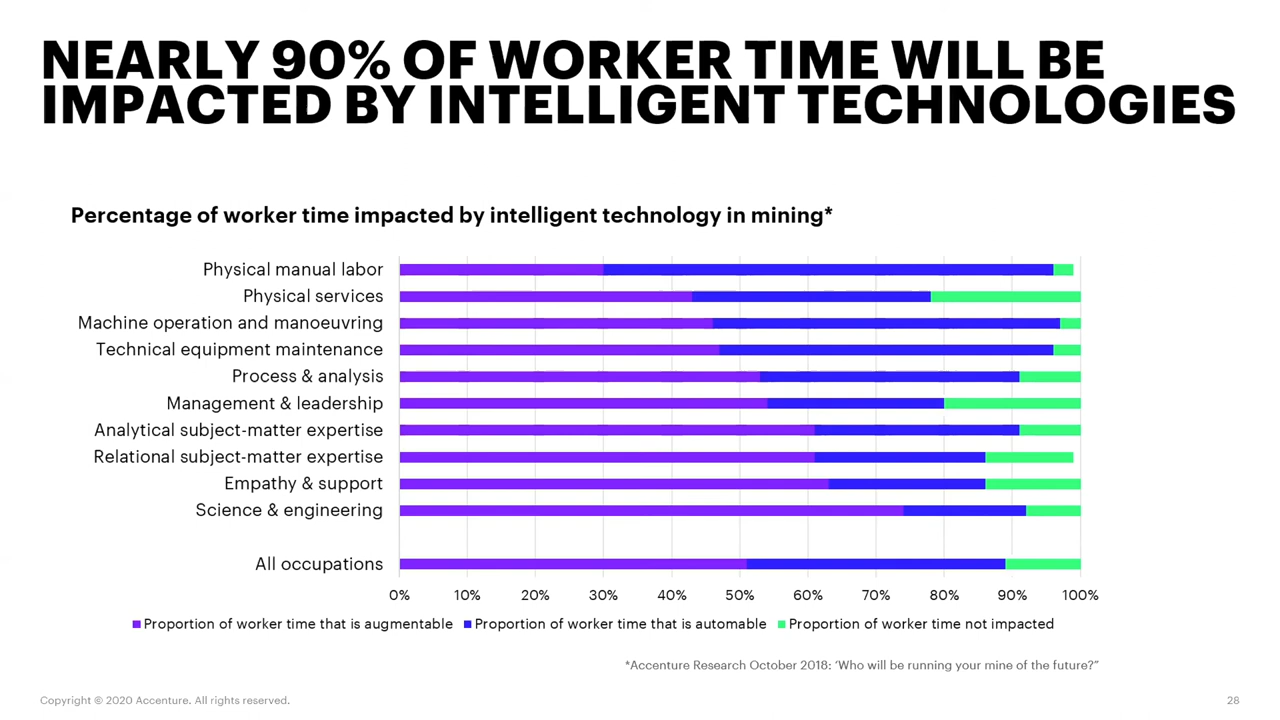 NEARLY 90% OF WORKER TIME WILL BE
IMPACTED BY INTELLIGENT TECHNOLOGIES
Percentage of worker time impacted by intelligent technology in mining*
Physical manual labor
Physical services
Machine operation and manoeuvring
Technical equipment maintenance
Process & analysis
Management & leadership
Analytical subject-matter expertise
Relational subject-matter expertise
Empathy & support
Science & engineering
All occupations
0% 10% 20% 30% 40% 50% 60% 70% 80% 90% 100%
Proportion of worker time that is augmentable Proportion of worker time that is automable Proportion of worker time not impacted
*Accenture Research October 2018: ‘Who will be running your mine of the future?”
Copyright © 2020 Accenture. All rights reserved. 28